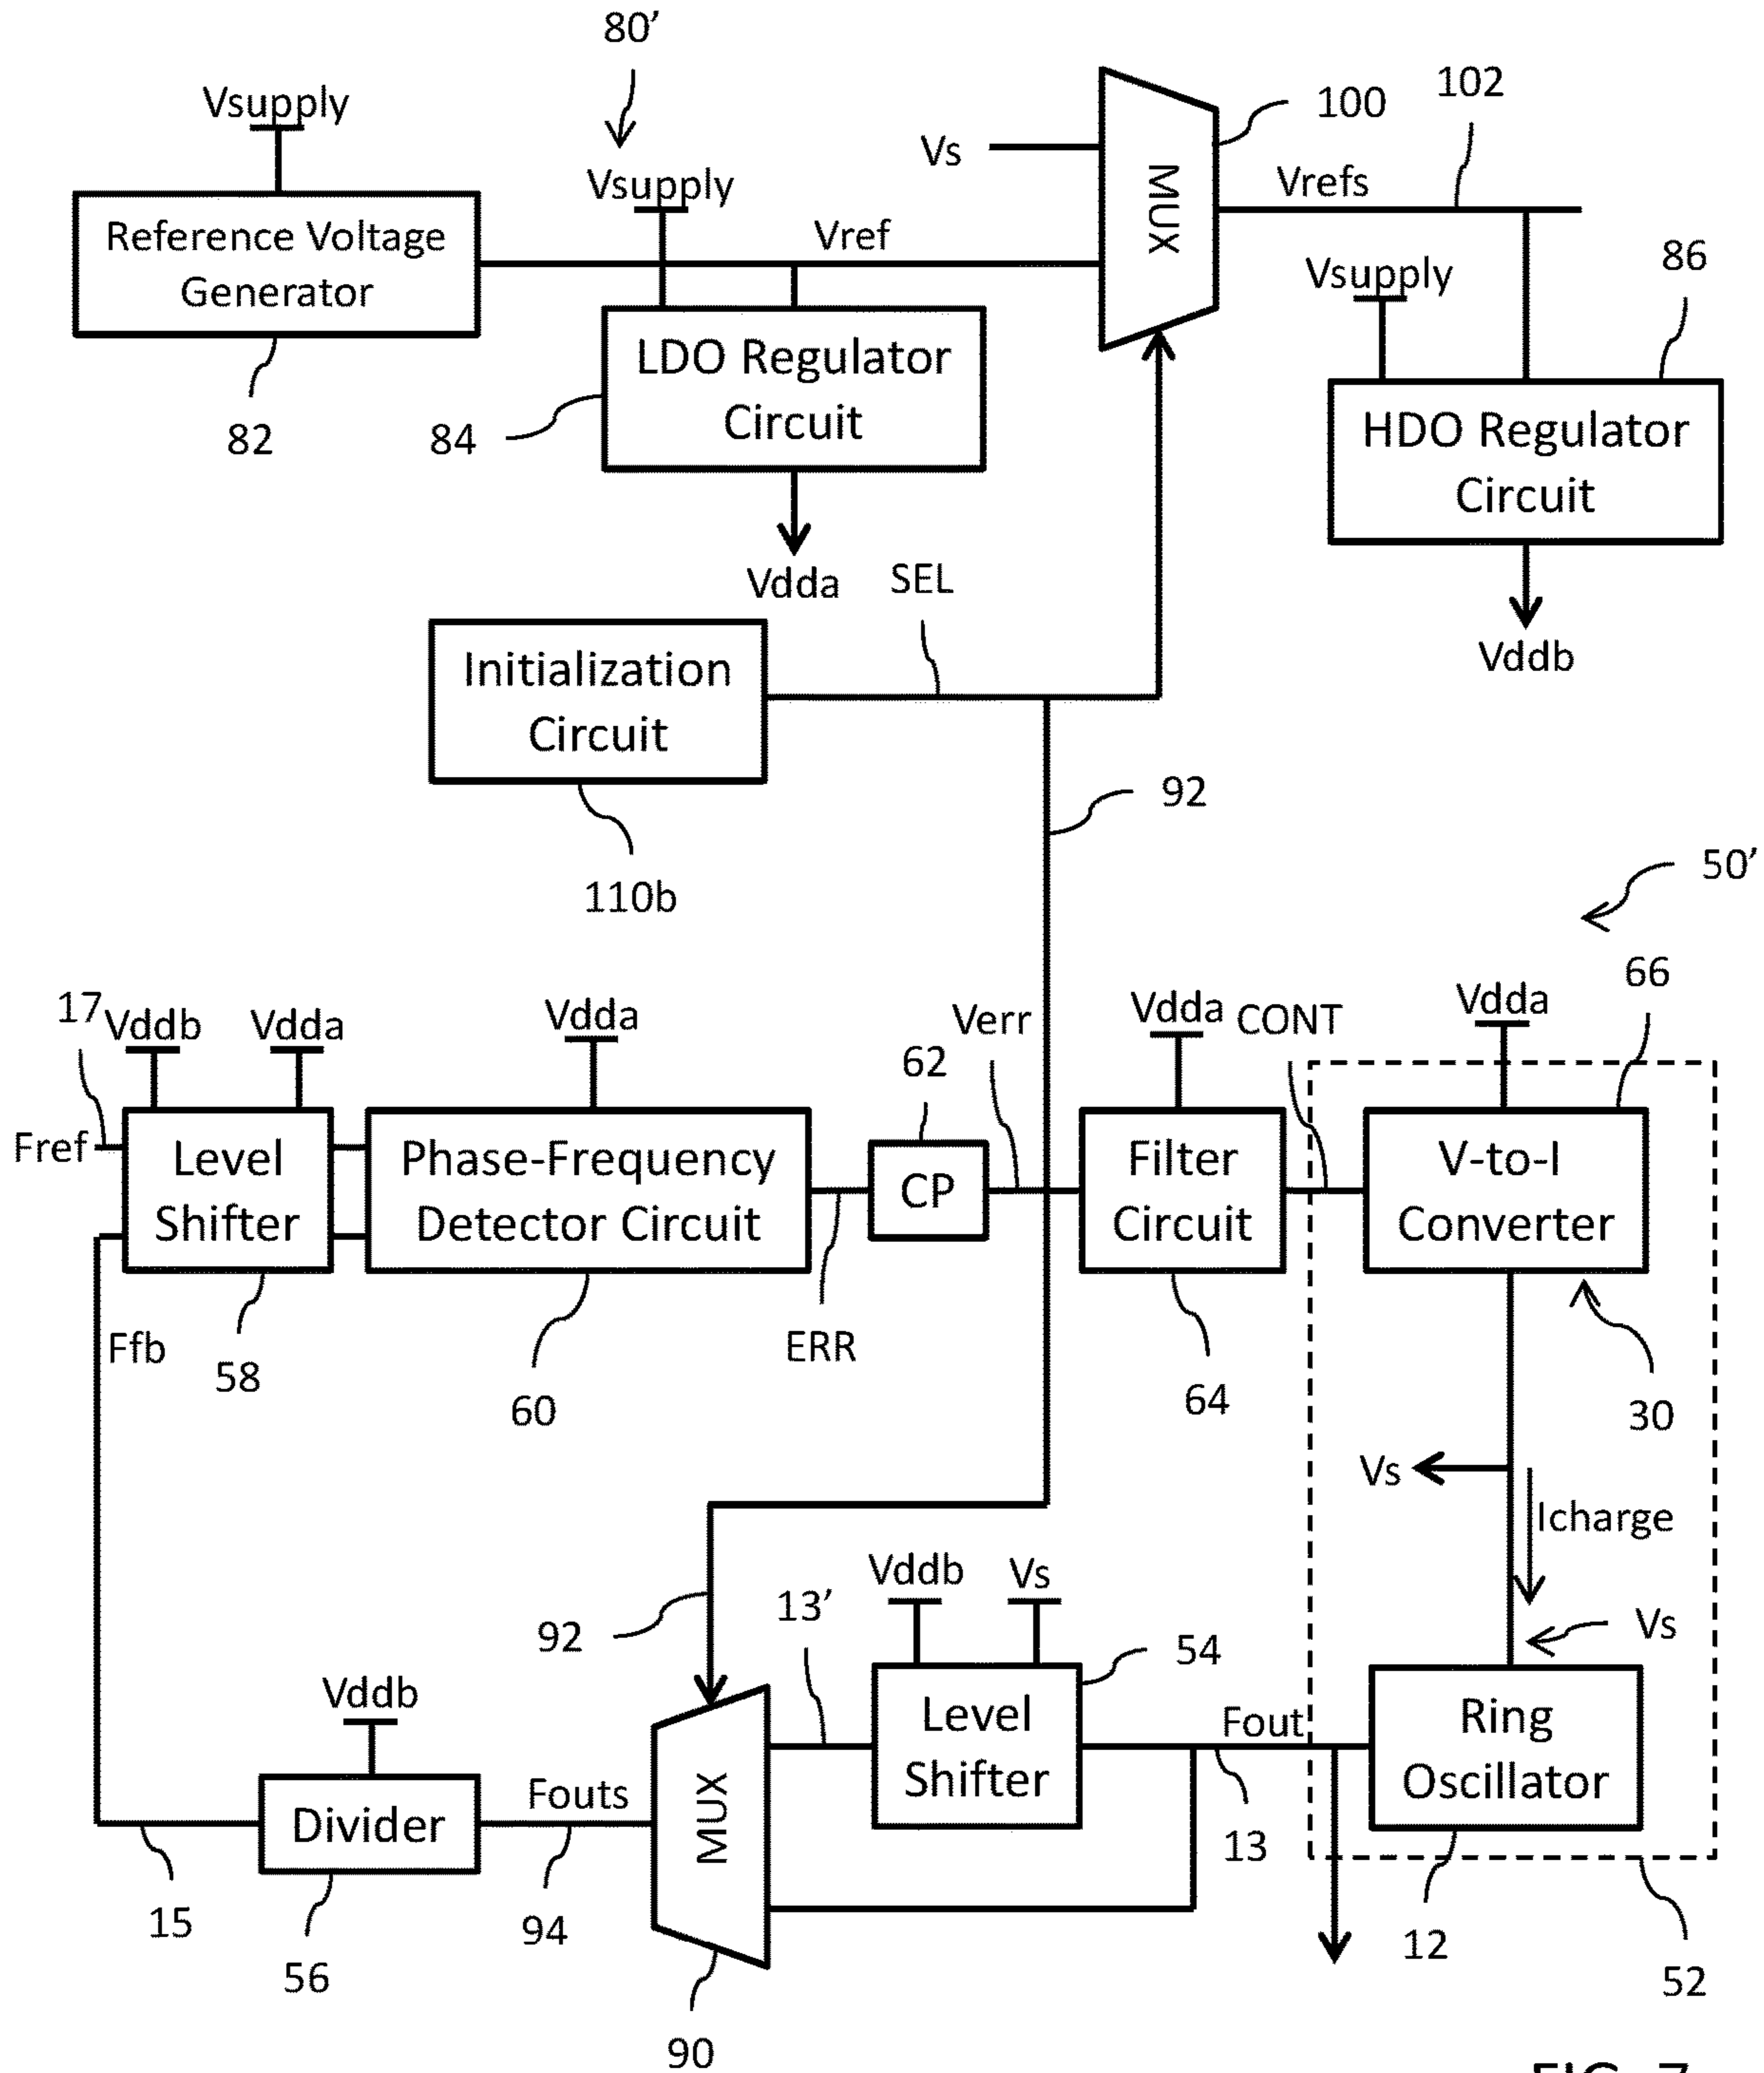 80’
Vsupply
Vsupply
Reference Voltage
Generator
82
Vref
LDO Regulator
Circuit
84
Vdda
Vs
MUX
100
Vrefs
102
Vsupply
86
HDO Regulator
Circuit
Vddb
SEL
Initialization
Circuit
110b
92
50’
17
Vddb
Vdda
Vdda
Verr
62
Vdda
CONT
Vdda
66
Fref
Level
Shifter
Phase-Frequency
Detector Circuit
CP
Filter
Circuit
V-to-I
Converter
Ffb
58
60
ERR
64
30
Vs
Icharge
Vs
92
13’
Vddb
Vs
54
Level
Shifter
Fout
Ring
Oscillator
Vddb
Divider
Fouts
MUX
15
56
94
90
13
12
52